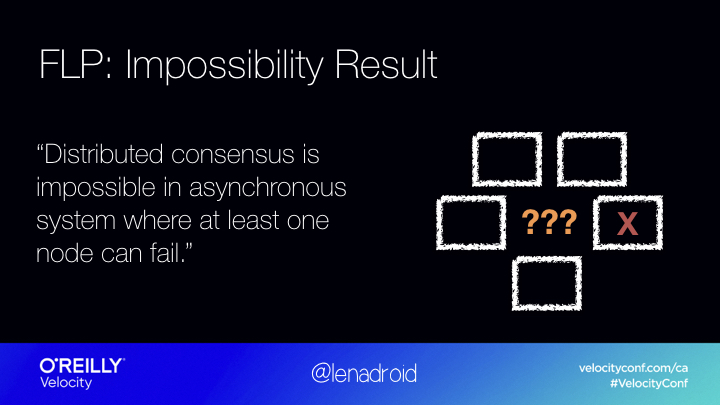 FLP: Impossibility Result
“Distributed consensus is
impossible in asynchronous
system where at least one
node can fail.”
???
X
O'REILLY®
Velocity
@lenadroid
velocityconf.com/ca
#VelocityConf